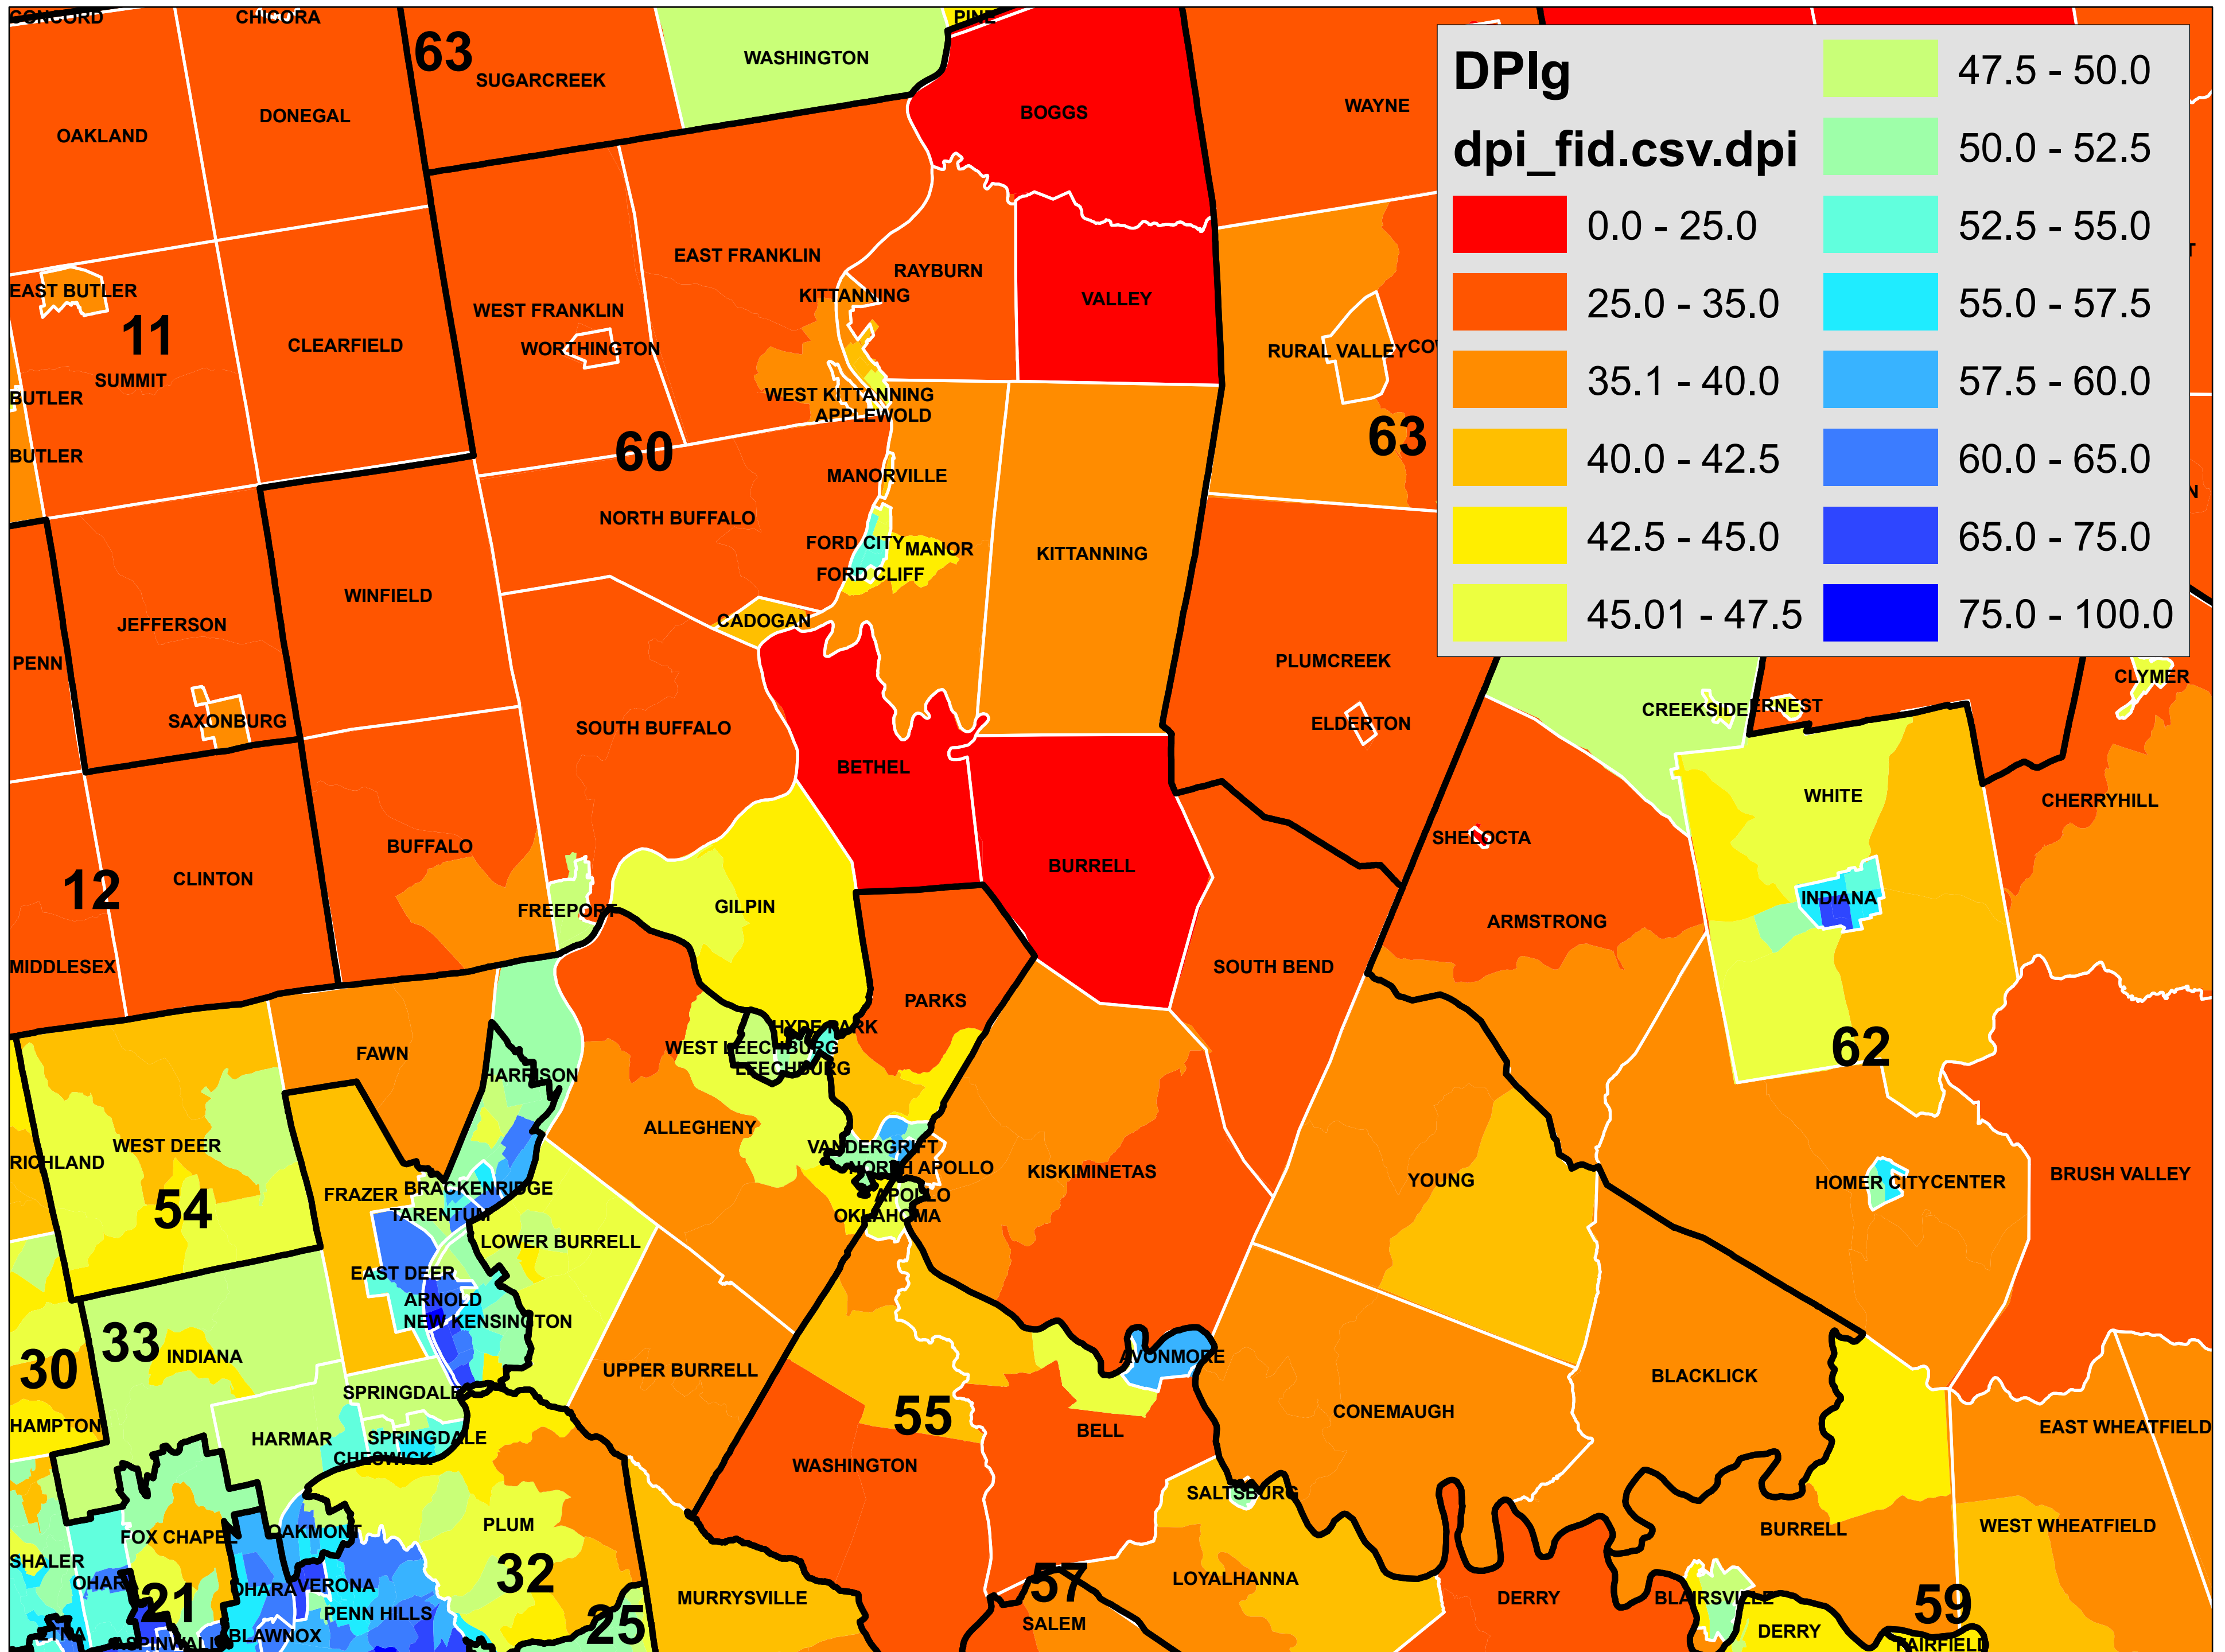 CONCORD
CHICORA
63
SUGARCREEK
WASHINGTON
PINE
BOGGS
WAYNE
OAKLAND
DONEGAL
DPIg
dpi_fid.csv.dpi
0.0 - 25.0
25.0 - 35.0
35.1 - 40.0
40.0 - 42.5
42.5 - 45.0
45.01 - 47.5
47.5 - 50.0
50.0 - 52.5
52.5 - 55.0
55.0 - 57.5
57.5 - 60.0
60.0 - 65.0
65.0 - 75.0
75.0 - 100.0
EAST FRANKLIN
RAYBURN
KITTANNING
VALLEY
EAST BUTLER
11
SUMMIT
CLEARFIELD
WEST FRANKLIN
WORTHINGTON
RURAL VALLEY
BUTLER
WEST KITTANNING
APPLEWOLD
BUTLER
60
63
MANORVILLE
NORTH BUFFALO
FORD CITY
MANOR
FORD CLIFF
KITTANNING
WINFIELD
JEFFERSON
CADOGAN
PENN
PLUMCREEK
CLYMER
SAXONBURG
SOUTH BUFFALO
ELDERTON
CREEKSIDE
ERNEST
BETHEL
WHITE
CHERRYHILL
SHELOCTA
BUFFALO
BURRELL
12
CLINTON
FREEPORT
GILPIN
INDIANA
ARMSTRONG
MIDDLESEX
SOUTH BEND
PARKS
HYDE PARK
WEST LEECHBURG
LEECHBURG
FAWN
62
HARRISON
ALLEGHENY
WEST DEER
RICHLAND
VANDERGRIFT
NORTH APOLLO
KISKIMINETAS
YOUNG
HOMER CITY
CENTER
BRUSH VALLEY
54
FRAZER
BRACKENRIDGE
TARENTUM
APOLLO
OKLAHOMA
LOWER BURRELL
EAST DEER
ARNOLD
NEW KENSINGTON
33
INDIANA
30
UPPER BURRELL
AVONMORE
BLACKLICK
SPRINGDALE
55
CONEMAUGH
HAMPTON
HARMAR
SPRINGDALE
CHESWICK
BELL
EAST WHEATFIELD
WASHINGTON
SALTSBURG
FOX CHAPEL
OAKMONT
PLUM
BURRELL
WEST WHEATFIELD
SHALER
OHARA
21
OHARA
VERONA
32
MURRYSVILLE
57
LOYALHANNA
DERRY
BLAIRSVILLE
59
PENN HILLS
25
SALEM
DERRY
ETNA
ASPINWALL
BLAWNOX
FAIRFIELD